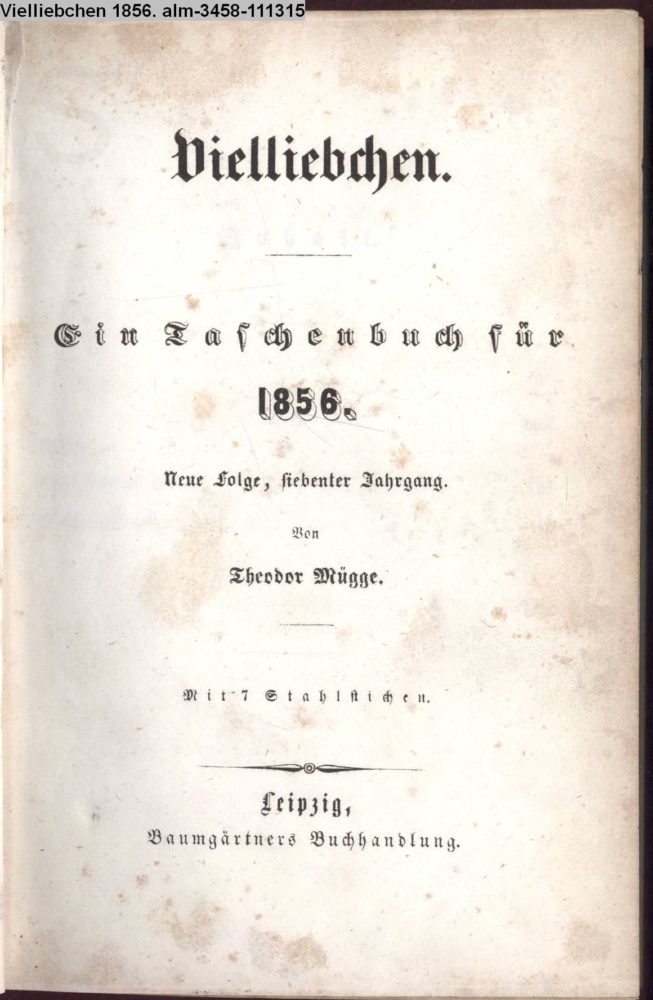 Vielliebchen 1856. alm-3458-111315
Vielliebchen.
Ein Taschenbuch für
1856.
Neue Folge, siebenter Jahrgang.
Von
Theodor Mügge.
Mit 7 Stahlstichen.
Leipzig,
Baumgärtners Buchhandlung.